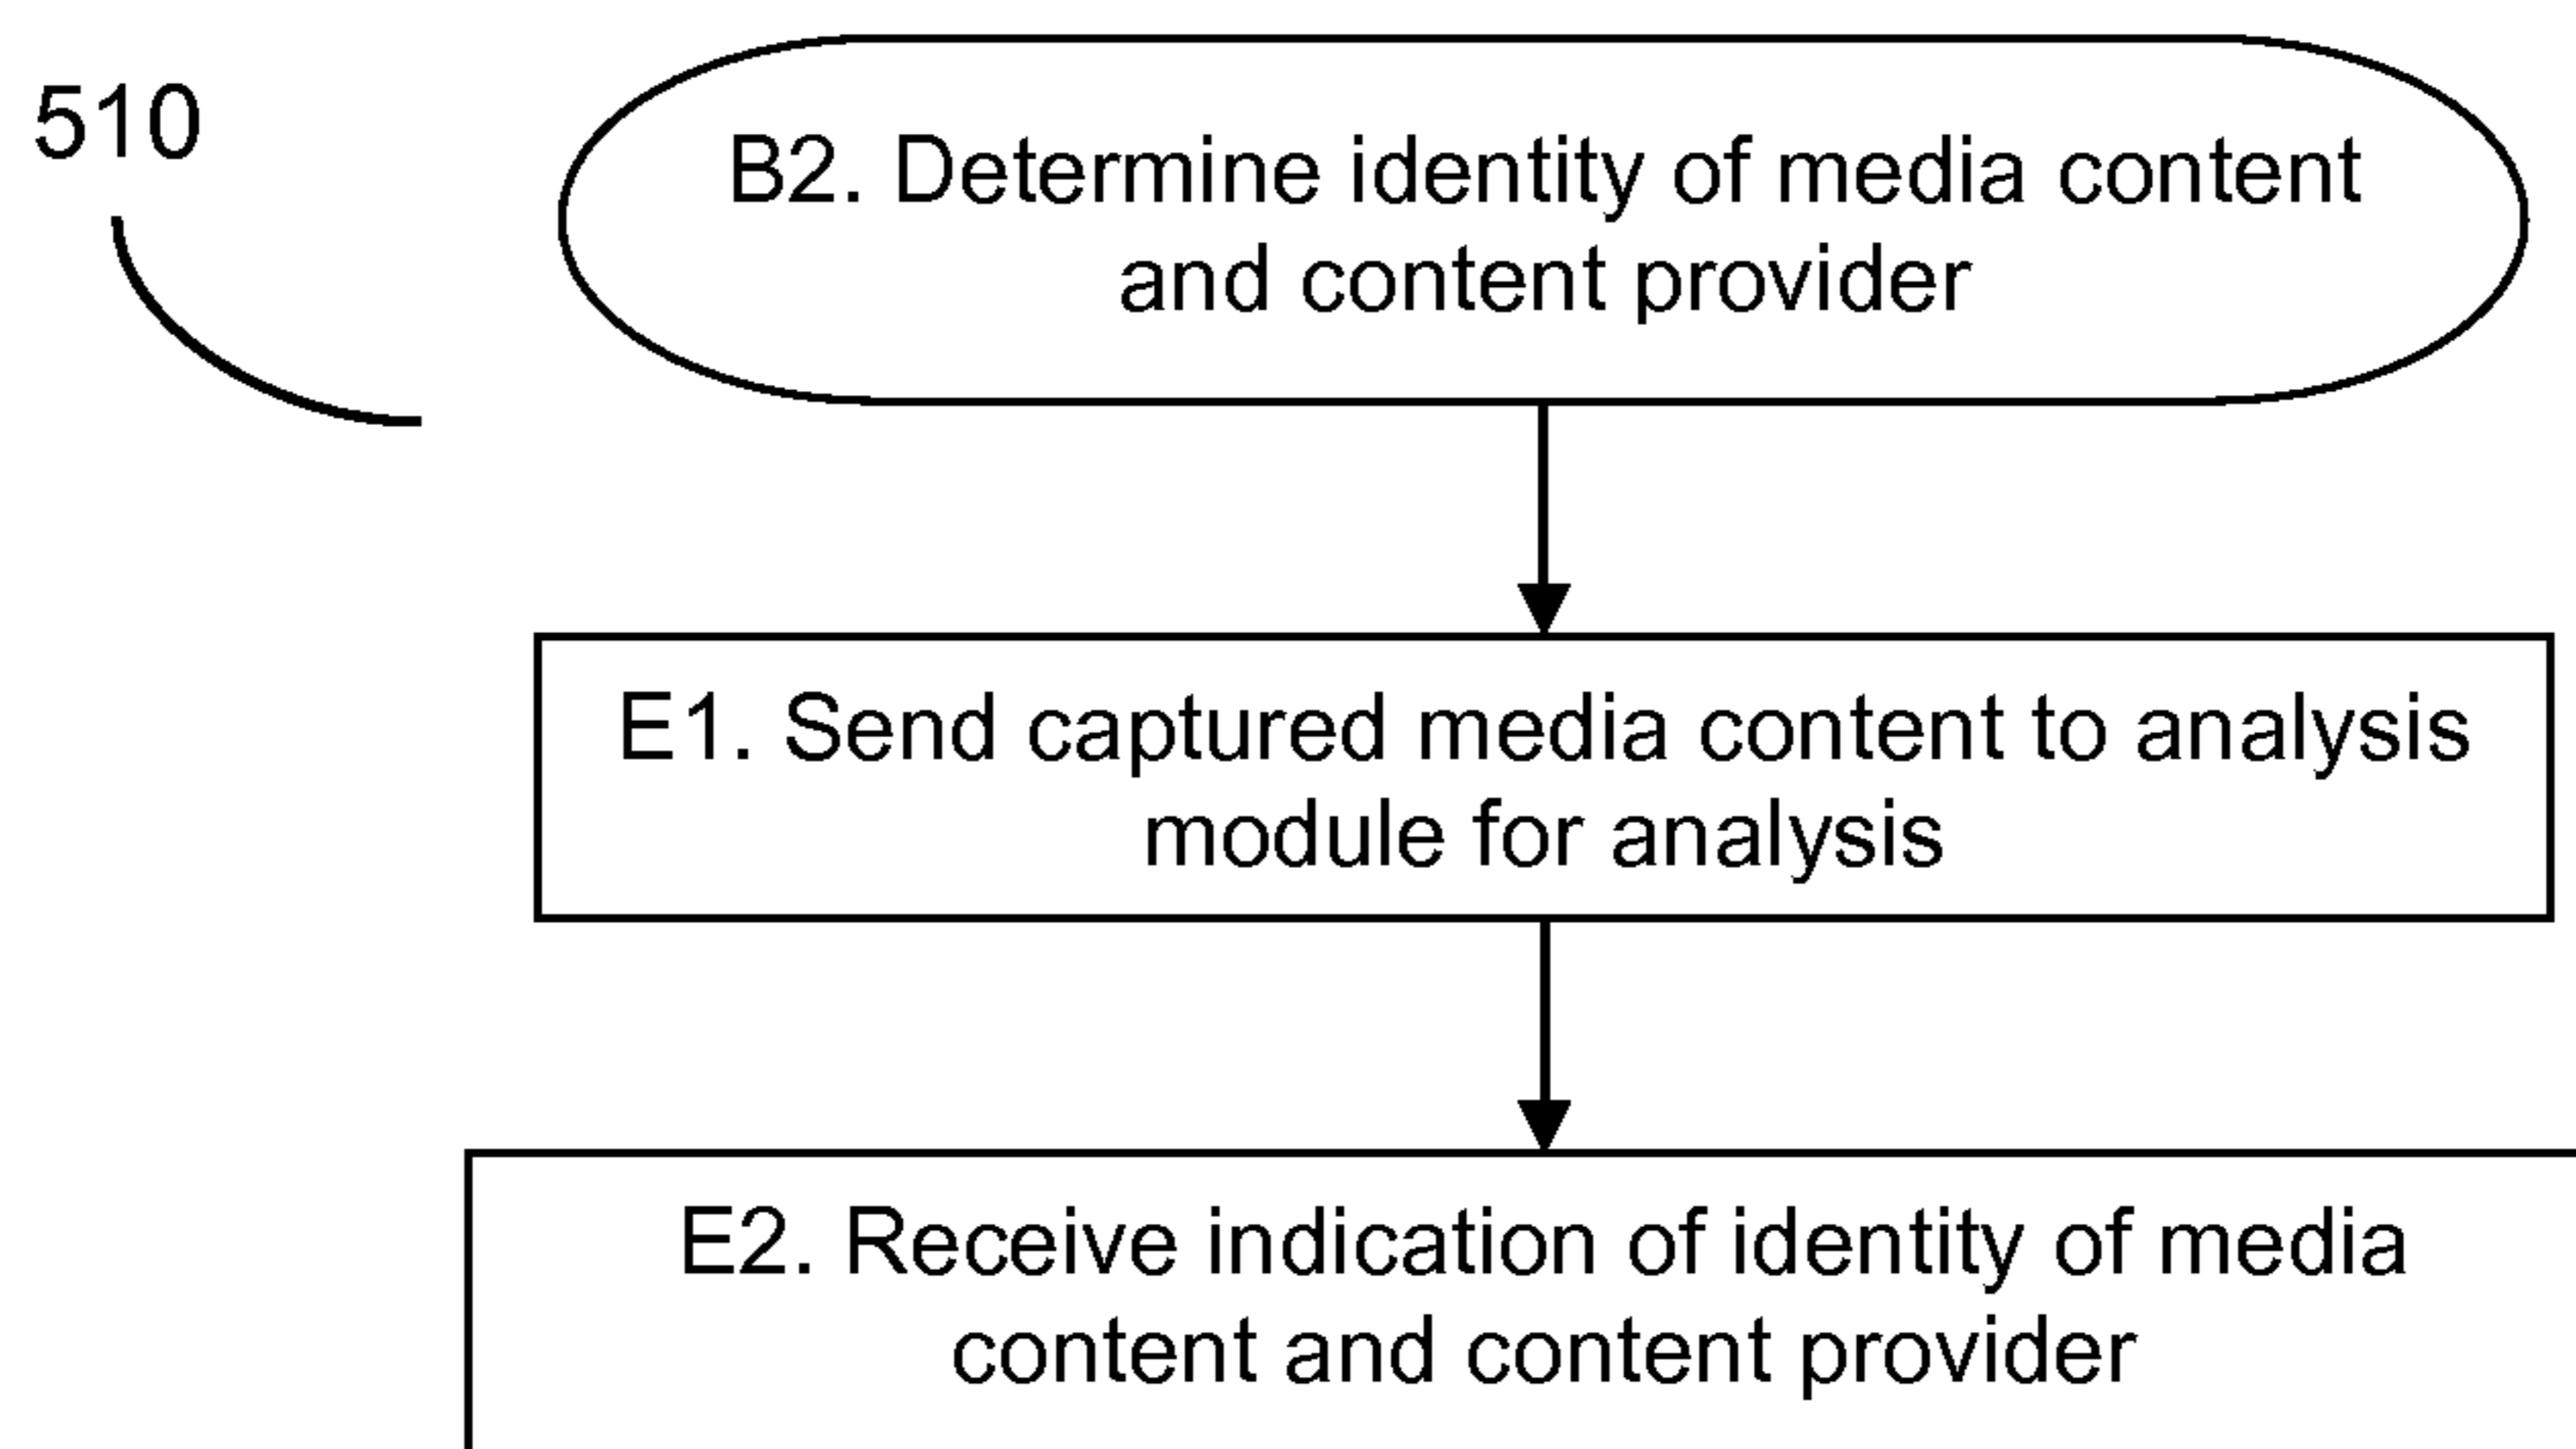 510
B2. Determine identity of media content
and content provider
E1. Send captured media content to analysis
module for analysis
E2. Receive indication of identity of media
content and content provider